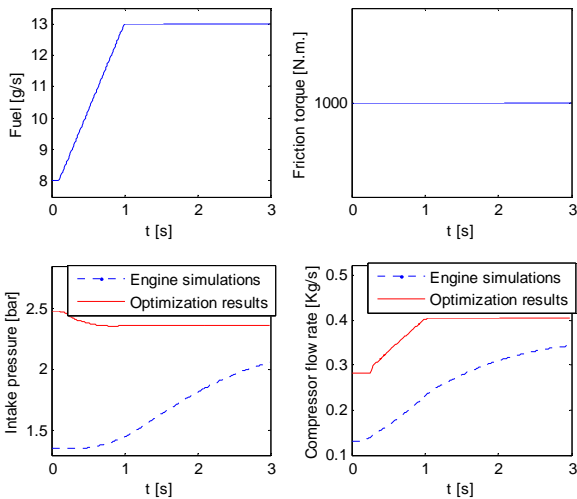 13
12
11
10
9
8
Fuel [g/s]
0 1 2 3
t [s]
1000
Friction torque [N.m.]
0 1 2 3
t [s]
Engine simulations
Optimization results
2.5
2
1.5
Intake pressure [bar]
0 1 2 3
t [s]
Engine simulations
Optimization results
0.5
0.4
0.3
0.2
0.1
Compressor flow rate [Kg/s]
0 1 2 3
t [s]